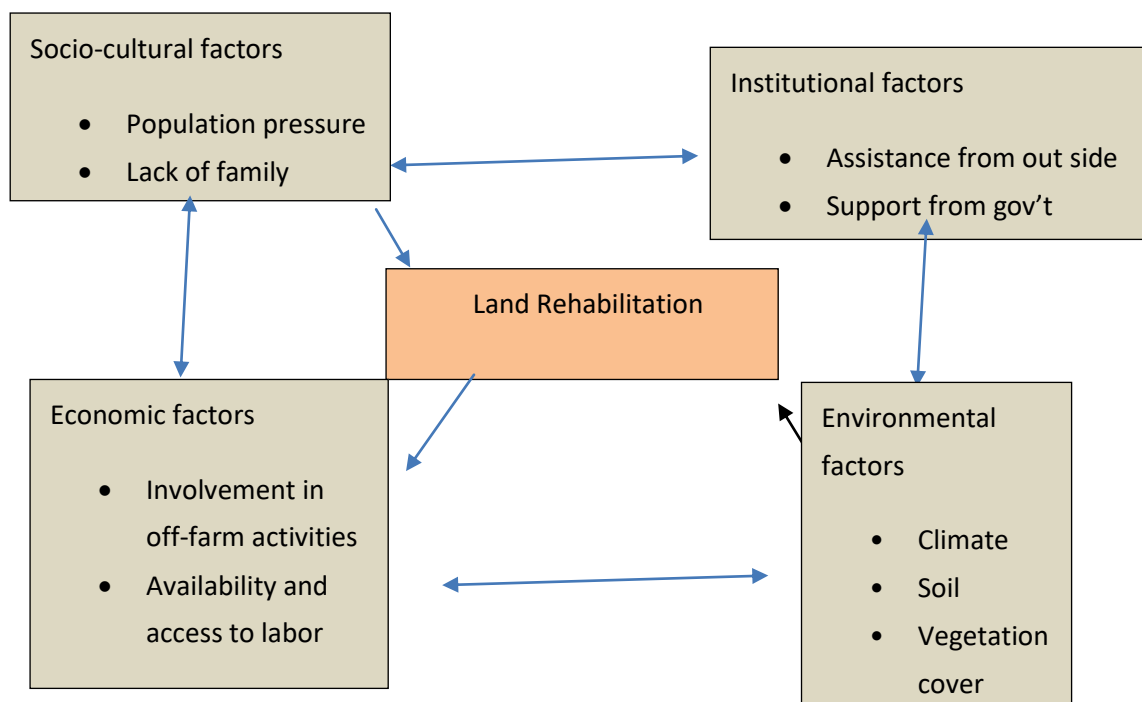 Socio-cultural factors
• Population pressure
• Lack of family
Institutional factors
• Assistance from out side
• Support from gov’t
Land Rehabilitation
Economic factors
• Involvement in
off-farm activities
• Availability and
access to labor
Environmental
factors
• Climate
• Soil
• Vegetation
cover